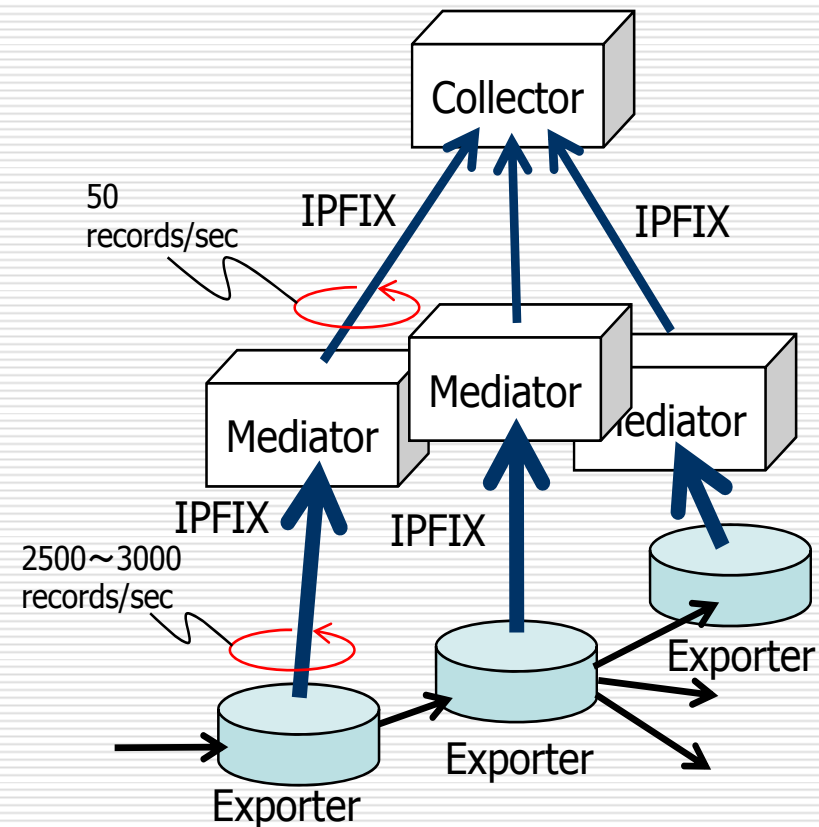 Collector
50
records/sec
IPFIX
IPFIX
Mediator
Mediator
ediator
IPFIX
IPFIX
2500～3000
records/sec
Exporter
Exporter
Exporter